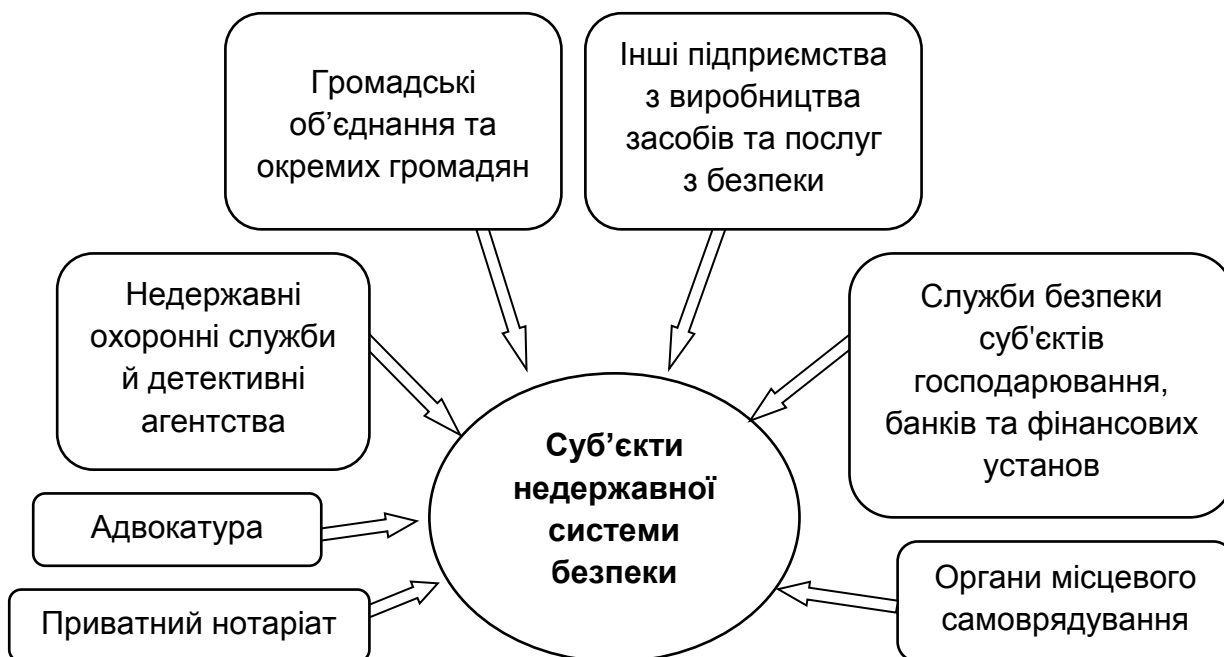 Громадські
об’єднання та
окремих громадян
Інші підприємства
з виробництва
засобів та послуг
з безпеки
Недержавні
охоронні служби
й детективні
агентства
Служби безпеки
суб'єктів
господарювання,
банків та фінансових
установ
Суб’єкти
недержавної
системи
безпеки
Адвокатура
Приватний нотаріат
Органи місцевого
самоврядування